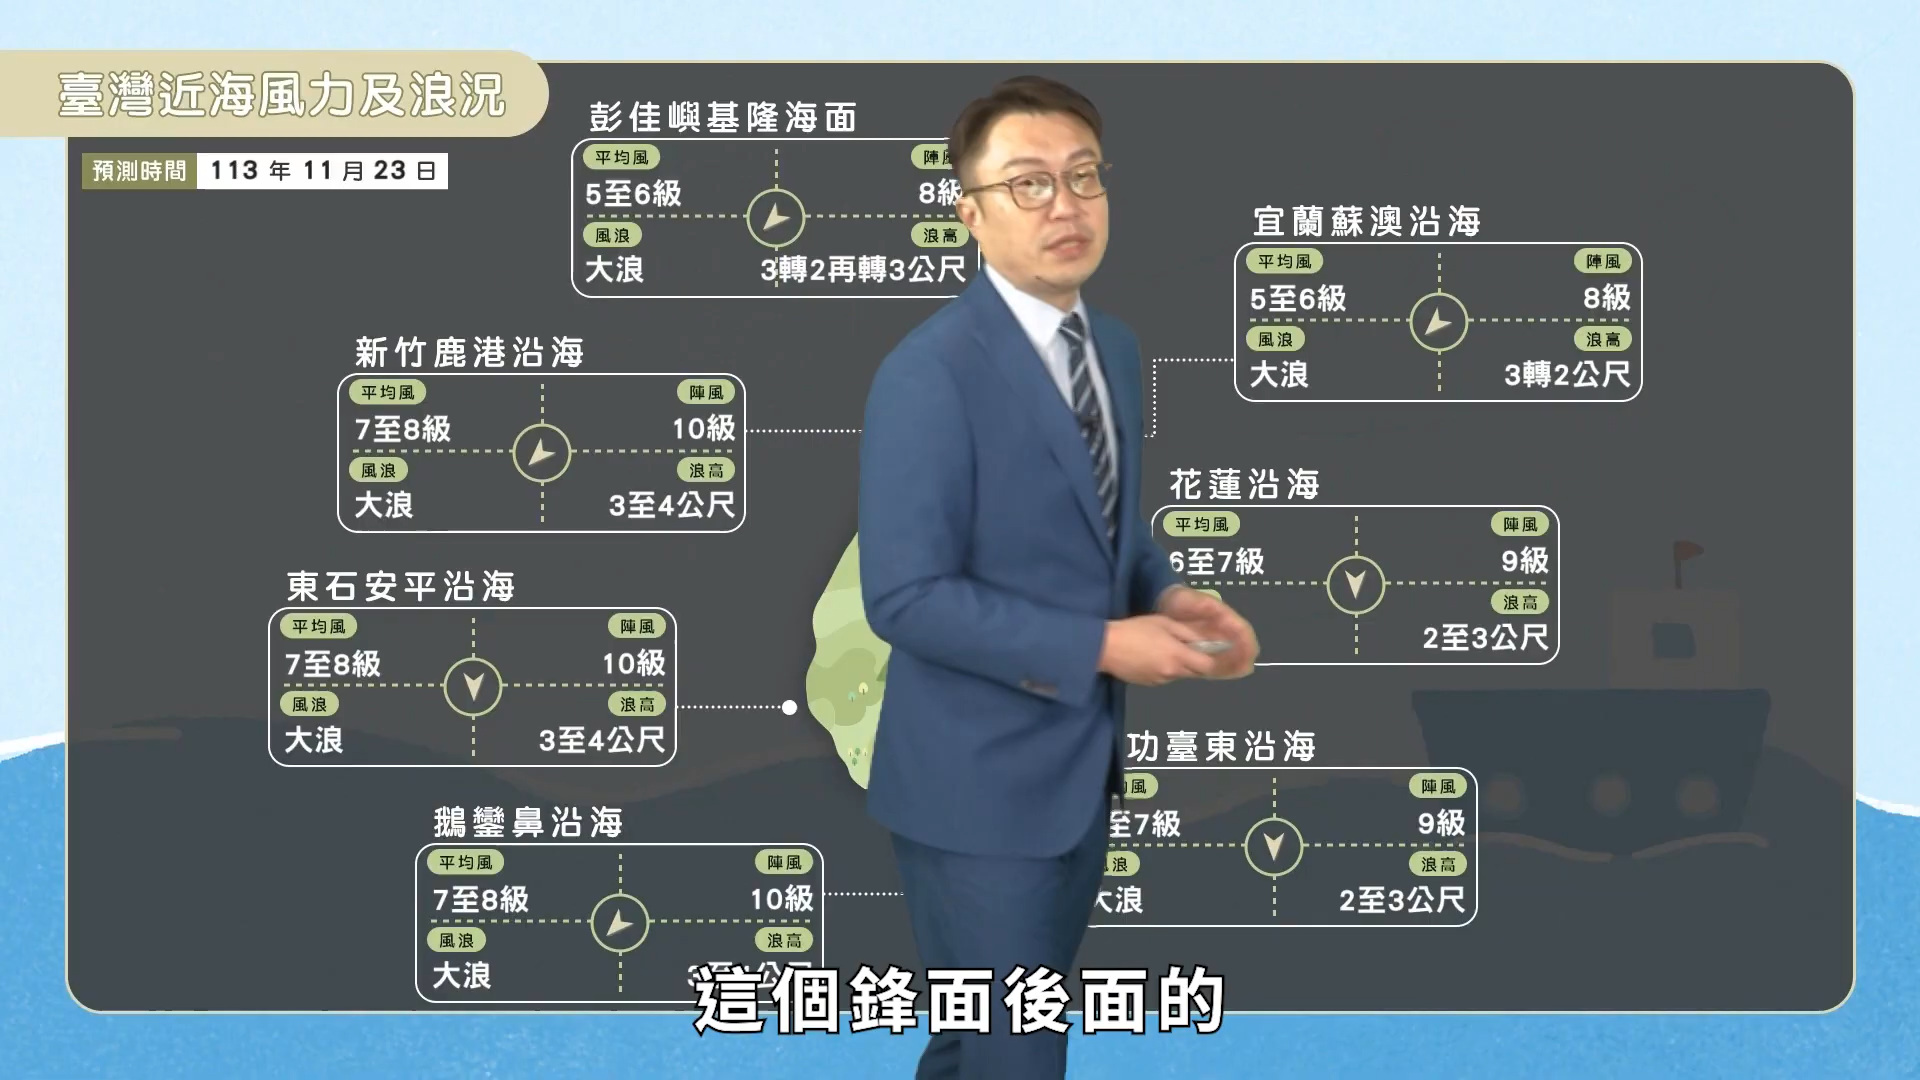 臺灣近海風力及浪況
預測時間 113 年 11 月 23 日
彭佳嶼基隆海面
平均風 陣風
5至6級 8級
風浪 浪高
大浪 3轉2再轉3公尺
宜蘭蘇澳沿海
平均風 陣風
5至6級 8級
風浪 浪高
大浪 3轉2公尺
新竹鹿港沿海
平均風 陣風
7至8級 10級
風浪 浪高
大浪 3至4公尺
花蓮沿海
平均風 陣風
6至7級 9級
浪高
2至3公尺
東石安平沿海
平均風 陣風
7至8級 10級
風浪 浪高
大浪 3至4公尺
功臺東沿海
風 陣風
至7級 9級
浪 浪高
大浪 2至3公尺
鵝鑾鼻沿海
平均風 陣風
7至8級 10級
風浪 浪高
大浪
這個鋒面後面的